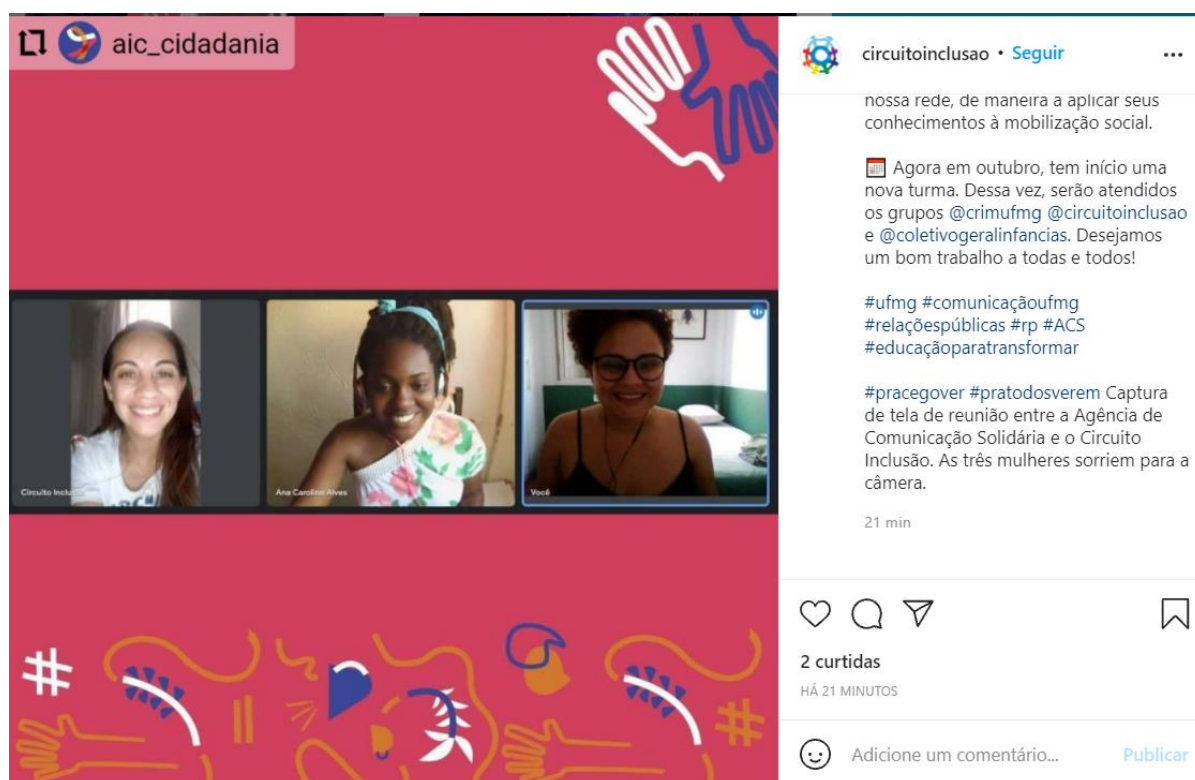 aic_cidadania
Circuito Inclusão
Ana Caroline Alves
Você
circuitoinclusao • Seguir
nossa rede, de maneira a aplicar seus
conhecimentos à mobilização social.
Agora em outubro, tem início uma
nova turma. Dessa vez, serão atendidos
os grupos @crimufmg @circuitoinclusao
e @coletivogeralinfancias. Desejamos
um bom trabalho a todas e todos!
#ufmg #comunicaçãoufmg
#relaçõespúblicas #rp #ACS
#educaçãoparatransformar
#pracegover #pratodosverem Captura
de tela de reunião entre a Agência de
Comunicação Solidária e o Circuito
Inclusão. As três mulheres sorriem para a
câmera.
21 min
2 curtidas
HÁ 21 MINUTOS
Adicione um comentário... Publicar